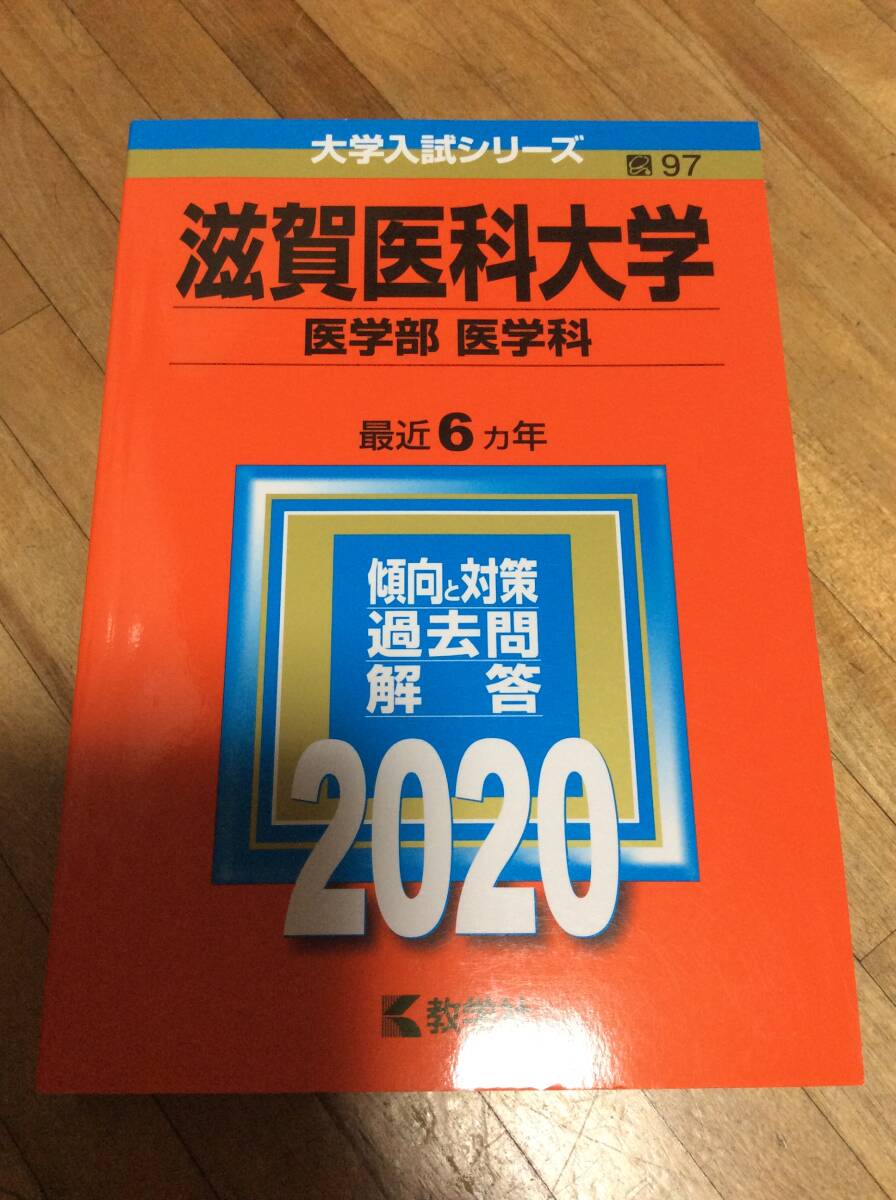 大学入試シリーズ
97
滋賀医科大学
医学部 医学科
最近6カ年
傾向と対策
過去問
解答
2020
教学社